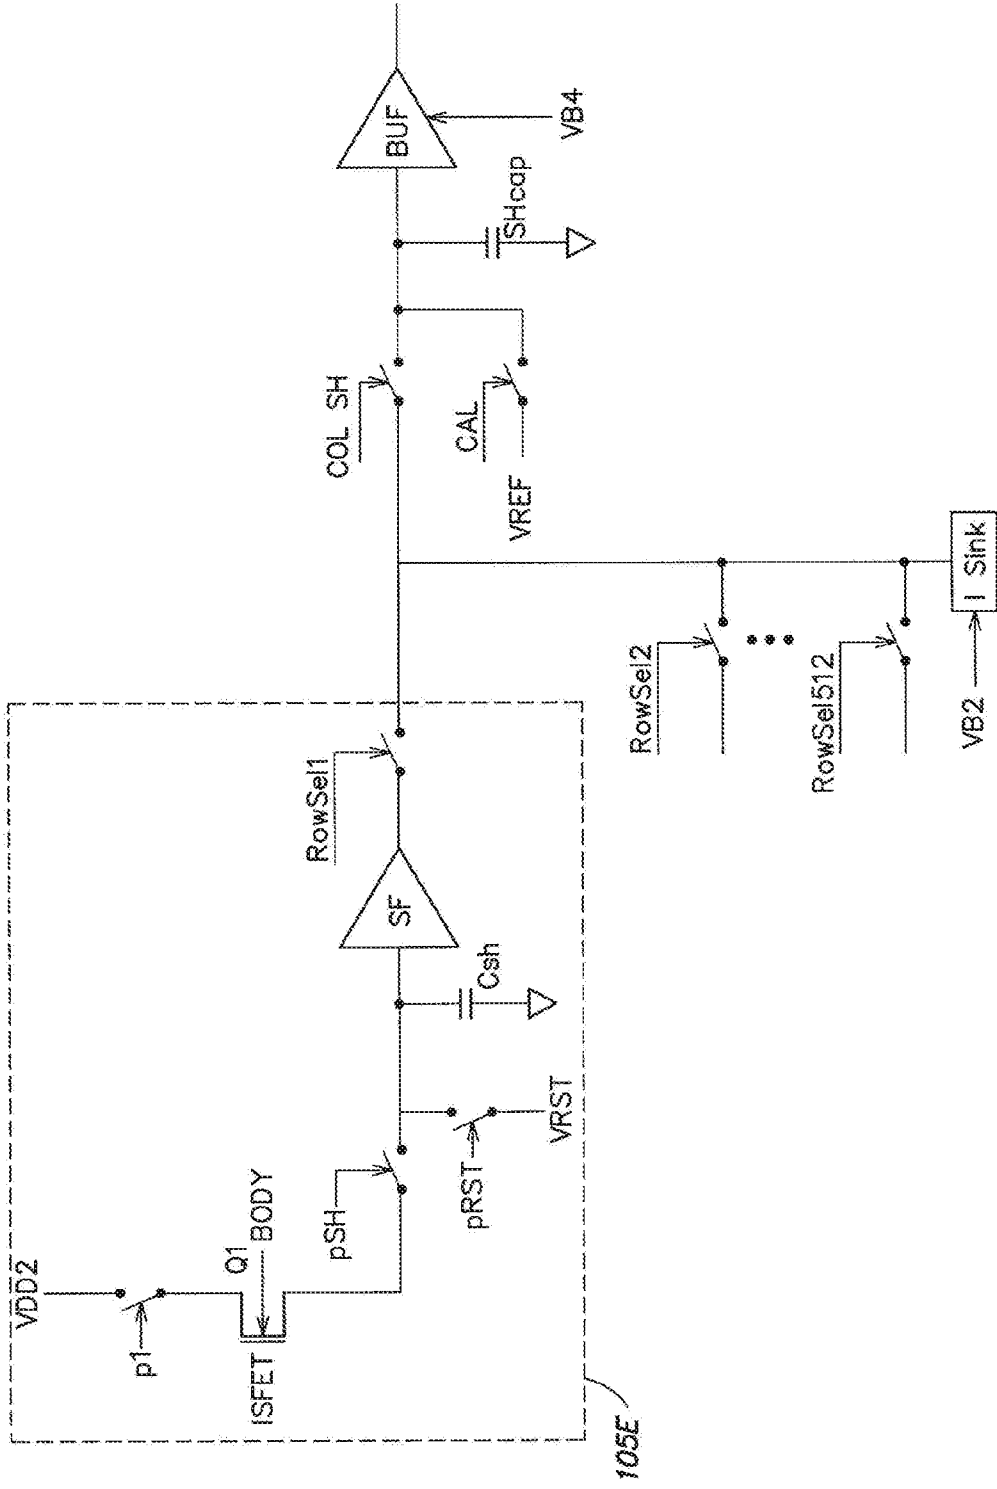 VDD2
p1
ISFET
Q1
BODY
pSH
pRST
VRST
Csh
SF
RowSel1
105E
RowSel2
RowSel512
VB2
I Sink
COL SH
CAL
VREF
SHcap
BUF
VB4